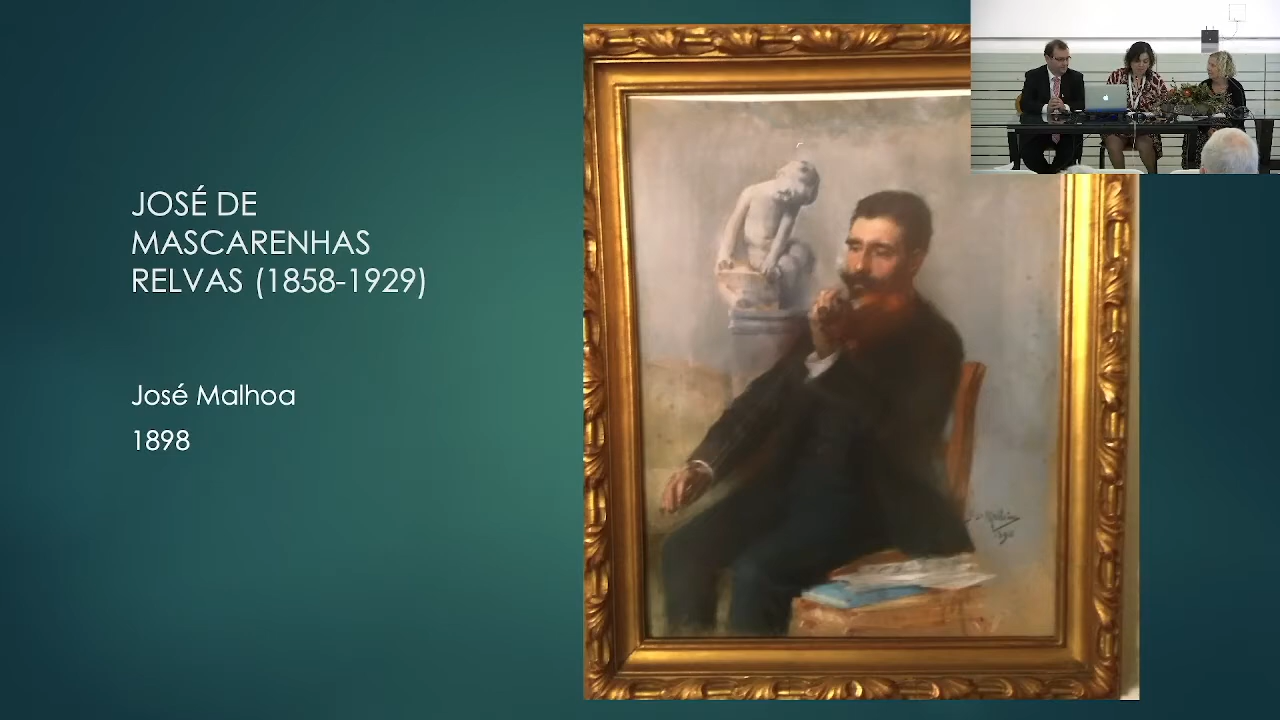 JOSÉ DE
MASCARENHAS
RELVAS (1858-1929)
José Malhoa
1898